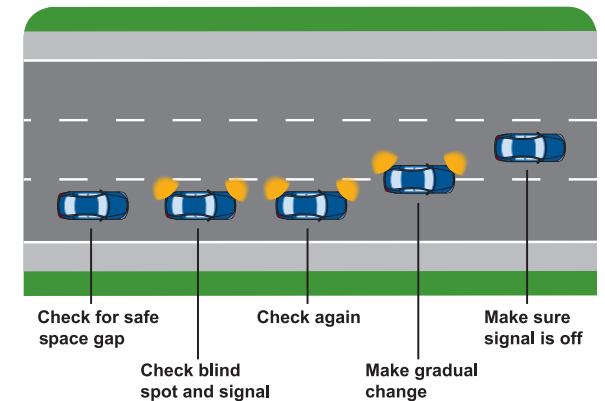 Check for safe
space gap
Check blind
spot and signal
Check again
Make gradual
change
Make sure
signal is off